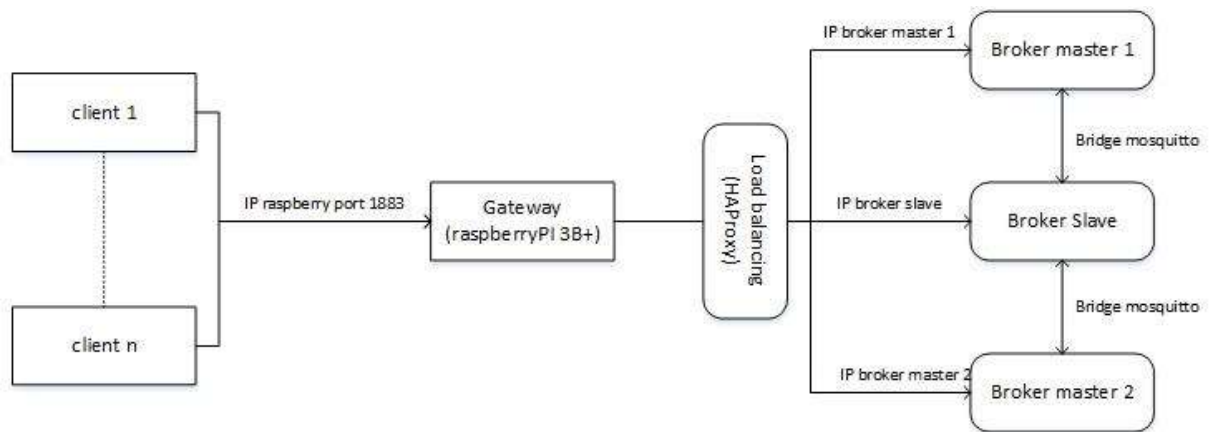 client 1
client n
IP raspberry port 1883
Gateway
(raspberryPI 3B+)
Load balancing
(HAProxy)
IP broker master 1
IP broker slave
IP broker master 2
Broker master 1
Bridge mosquitto
Broker Slave
Bridge mosquitto
Broker master 2